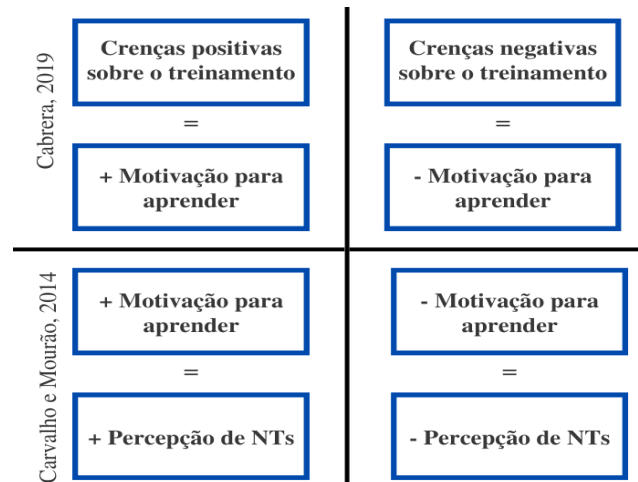 Cabrera, 2019
Crenças positivas
sobre o treinamento
=
+ Motivação para
aprender
Crenças negativas
sobre o treinamento
=
- Motivação para
aprender
Carvalho e Mourão, 2014
+ Motivação para
aprender
=
+ Percepção de NTs
- Motivação para
aprender
=
- Percepção de NTs